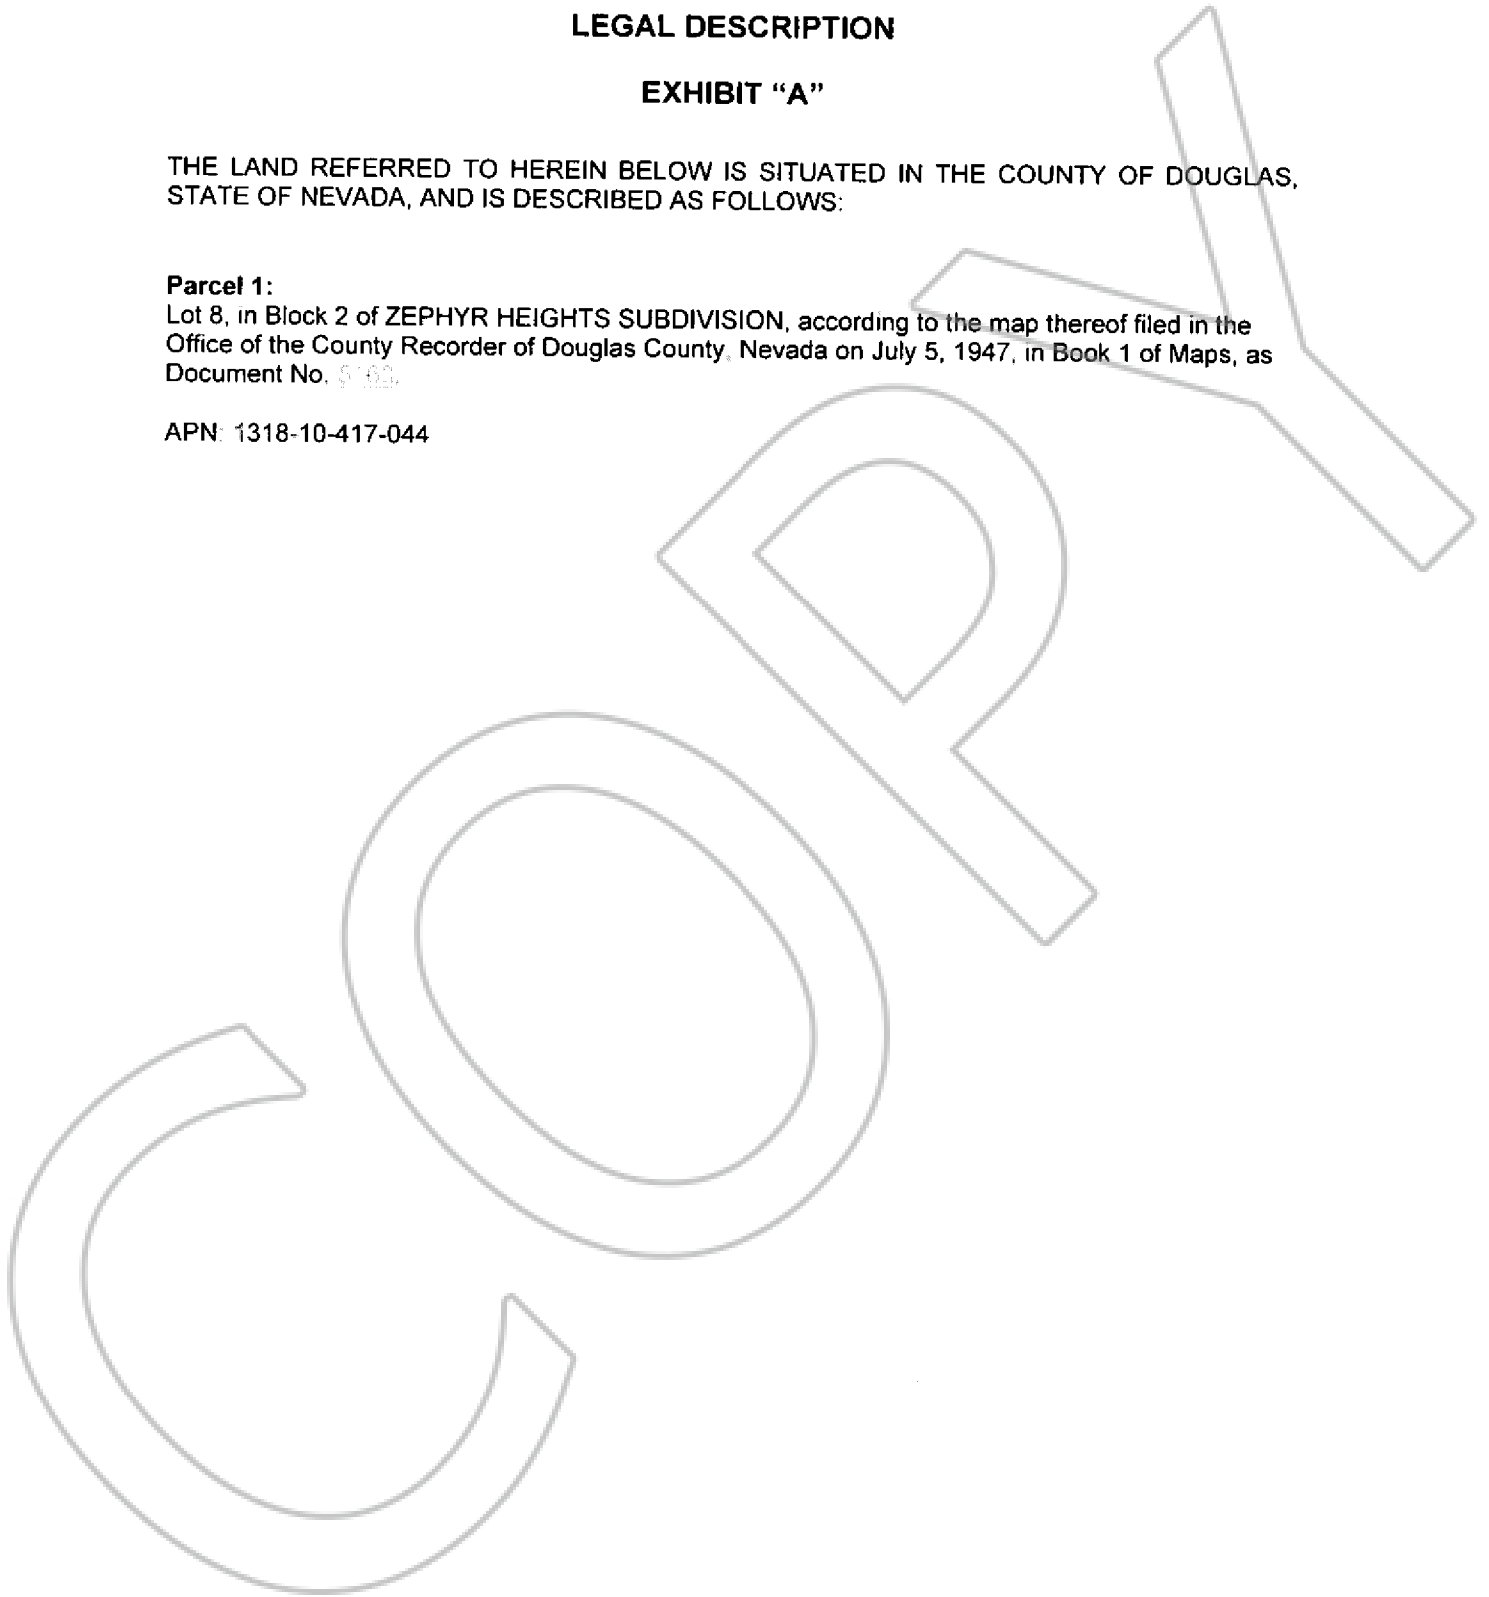 LEGAL DESCRIPTION
EXHIBIT “A”
THE LAND REFERRED TO HEREIN BELOW IS SITUATED IN THE COUNTY OF DOUGLAS,
STATE OF NEVADA, AND IS DESCRIBED AS FOLLOWS:
Parcel 1:
Lot 8, in Block 2 of ZEPHYR HEIGHTS SUBDIVISION, according to the map thereof filed in the
Office of the County Recorder of Douglas County, Nevada on July 5, 1947, in Book 1 of Maps, as
Document No.
APN: 1318-10-417-044
COPY